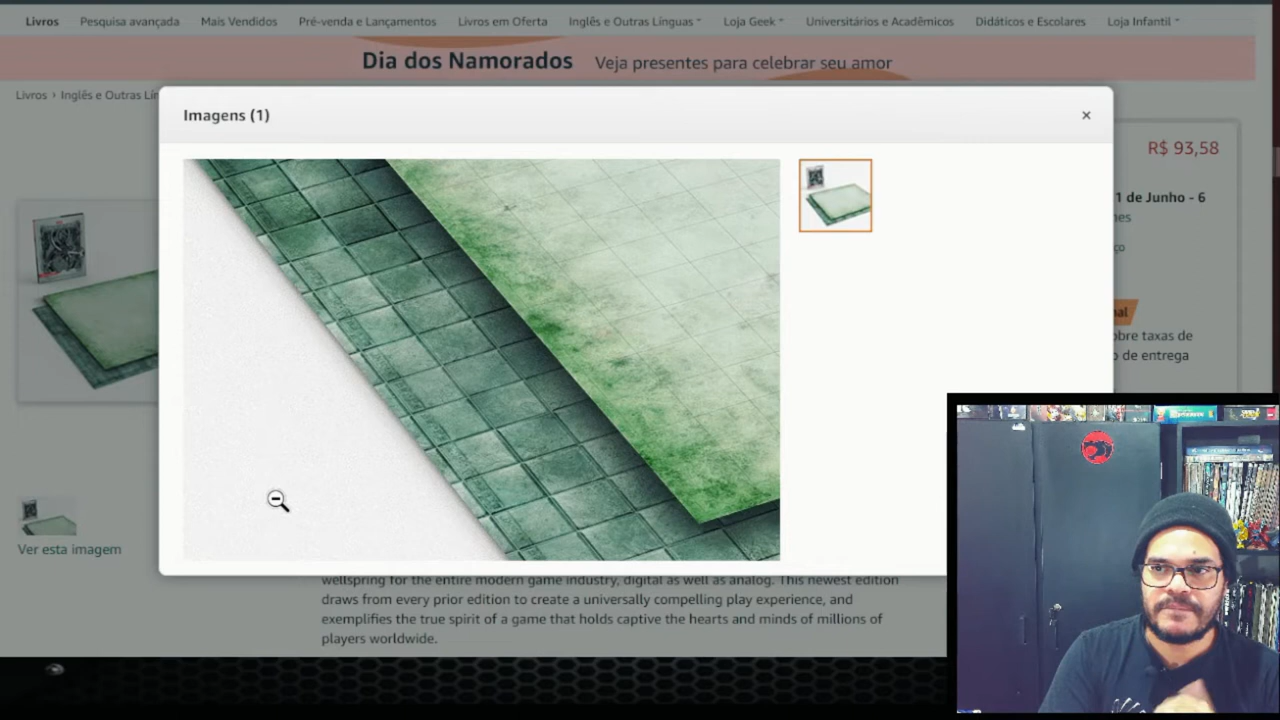 Livros Pesquisa avançada Mais Vendidos Pré-venda e Lançamentos Livros em Oferta Inglês e Outras Línguas Loja Geek Universitários e Acadêmicos Didáticos e Escolares Loja Infantil
Dia dos Namorados Veja presentes para celebrar seu amor
Livros › Inglês e Outras Lín
Imagens (1)
×
R$ 93,58
1 de Junho - 6
nes
ço
nal
obre taxas de
o de entrega
Ver esta imagem
wellspring for the entire modern game industry, digital as well as analog. This newest edition
draws from every prior edition to create a universally compelling play experience, and
exemplifies the true spirit of a game that holds captive the hearts and minds of millions of
players worldwide.